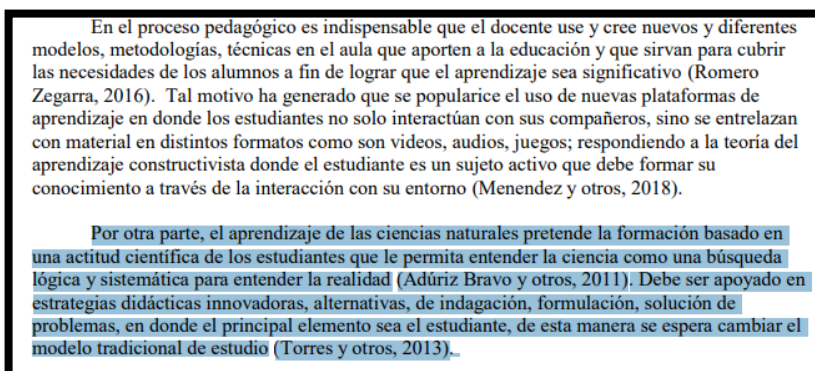 En el proceso pedagógico es indispensable que el docente use y cree nuevos y diferentes
modelos, metodologías, técnicas en el aula que aporten a la educación y que sirvan para cubrir
las necesidades de los alumnos a fin de lograr que el aprendizaje sea significativo (Romero
Zegarra, 2016). Tal motivo ha generado que se popularice el uso de nuevas plataformas de
aprendizaje en donde los estudiantes no solo interactúan con sus compañeros, sino se entrelazan
con material en distintos formatos como son videos, audios, juegos; respondiendo a la teoría del
aprendizaje constructivista donde el estudiante es un sujeto activo que debe formar su
conocimiento a través de la interacción con su entorno (Menendez y otros, 2018).
Por otra parte, el aprendizaje de las ciencias naturales pretende la formación basado en
una actitud científica de los estudiantes que le permita entender la ciencia como una búsqueda
lógica y sistemática para entender la realidad (Adúriz Bravo y otros, 2011). Debe ser apoyado en
estrategias didácticas innovadoras, alternativas, de indagación, formulación, solución de
problemas, en donde el principal elemento sea el estudiante, de esta manera se espera cambiar el
modelo tradicional de estudio (Torres y otros, 2013).